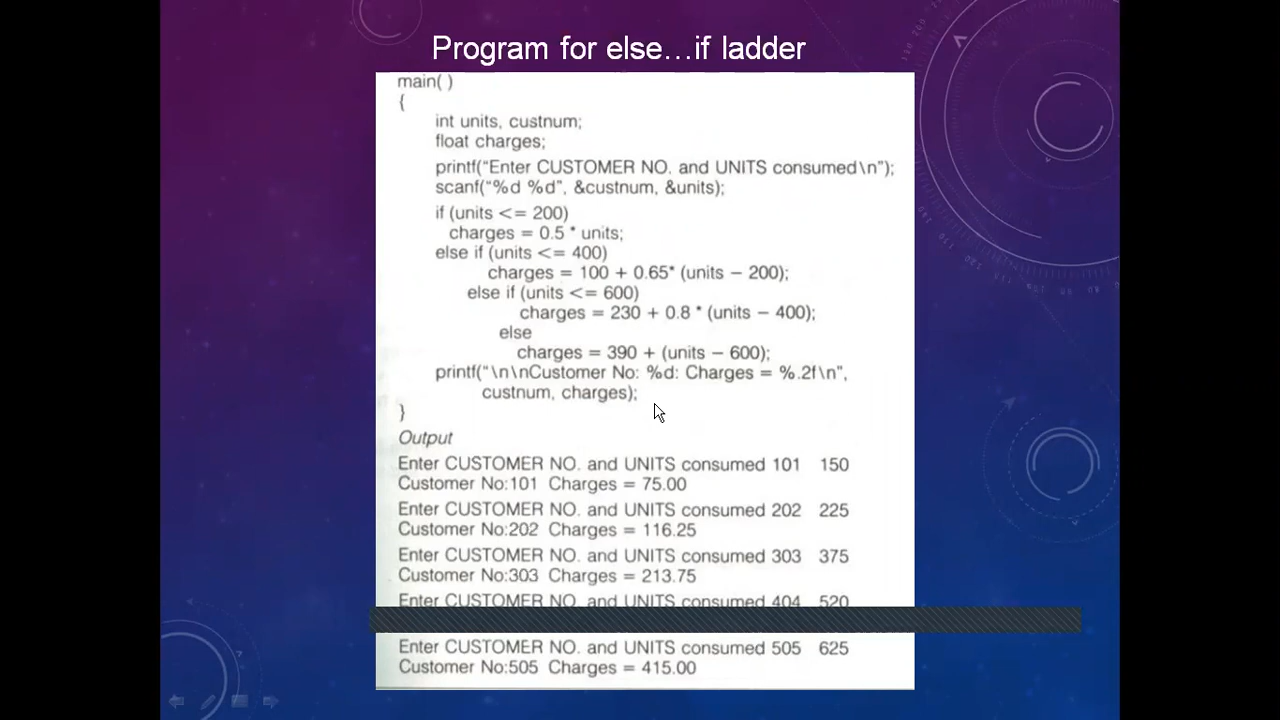 Program for else...if ladder
main( )
{
int units, custnum;
float charges;
printf("Enter CUSTOMER NO. and UNITS consumed\n");
scanf("%d %d", &custnum, &units);
if (units <= 200)
charges = 0.5 * units;
else if (units <= 400)
charges = 100 + 0.65* (units − 200);
else if (units <= 600)
charges = 230 + 0.8 * (units − 400);
else
charges = 390 + (units − 600);
printf("\n\nCustomer No: %d: Charges = %.2f\n",
custnum, charges);
}
Output
Enter CUSTOMER NO. and UNITS consumed 101 150
Customer No:101 Charges = 75.00
Enter CUSTOMER NO. and UNITS consumed 202 225
Customer No:202 Charges = 116.25
Enter CUSTOMER NO. and UNITS consumed 303 375
Customer No:303 Charges = 213.75
Enter CUSTOMER NO. and UNITS consumed 404 520
Enter CUSTOMER NO. and UNITS consumed 505 625
Customer No:505 Charges = 415.00